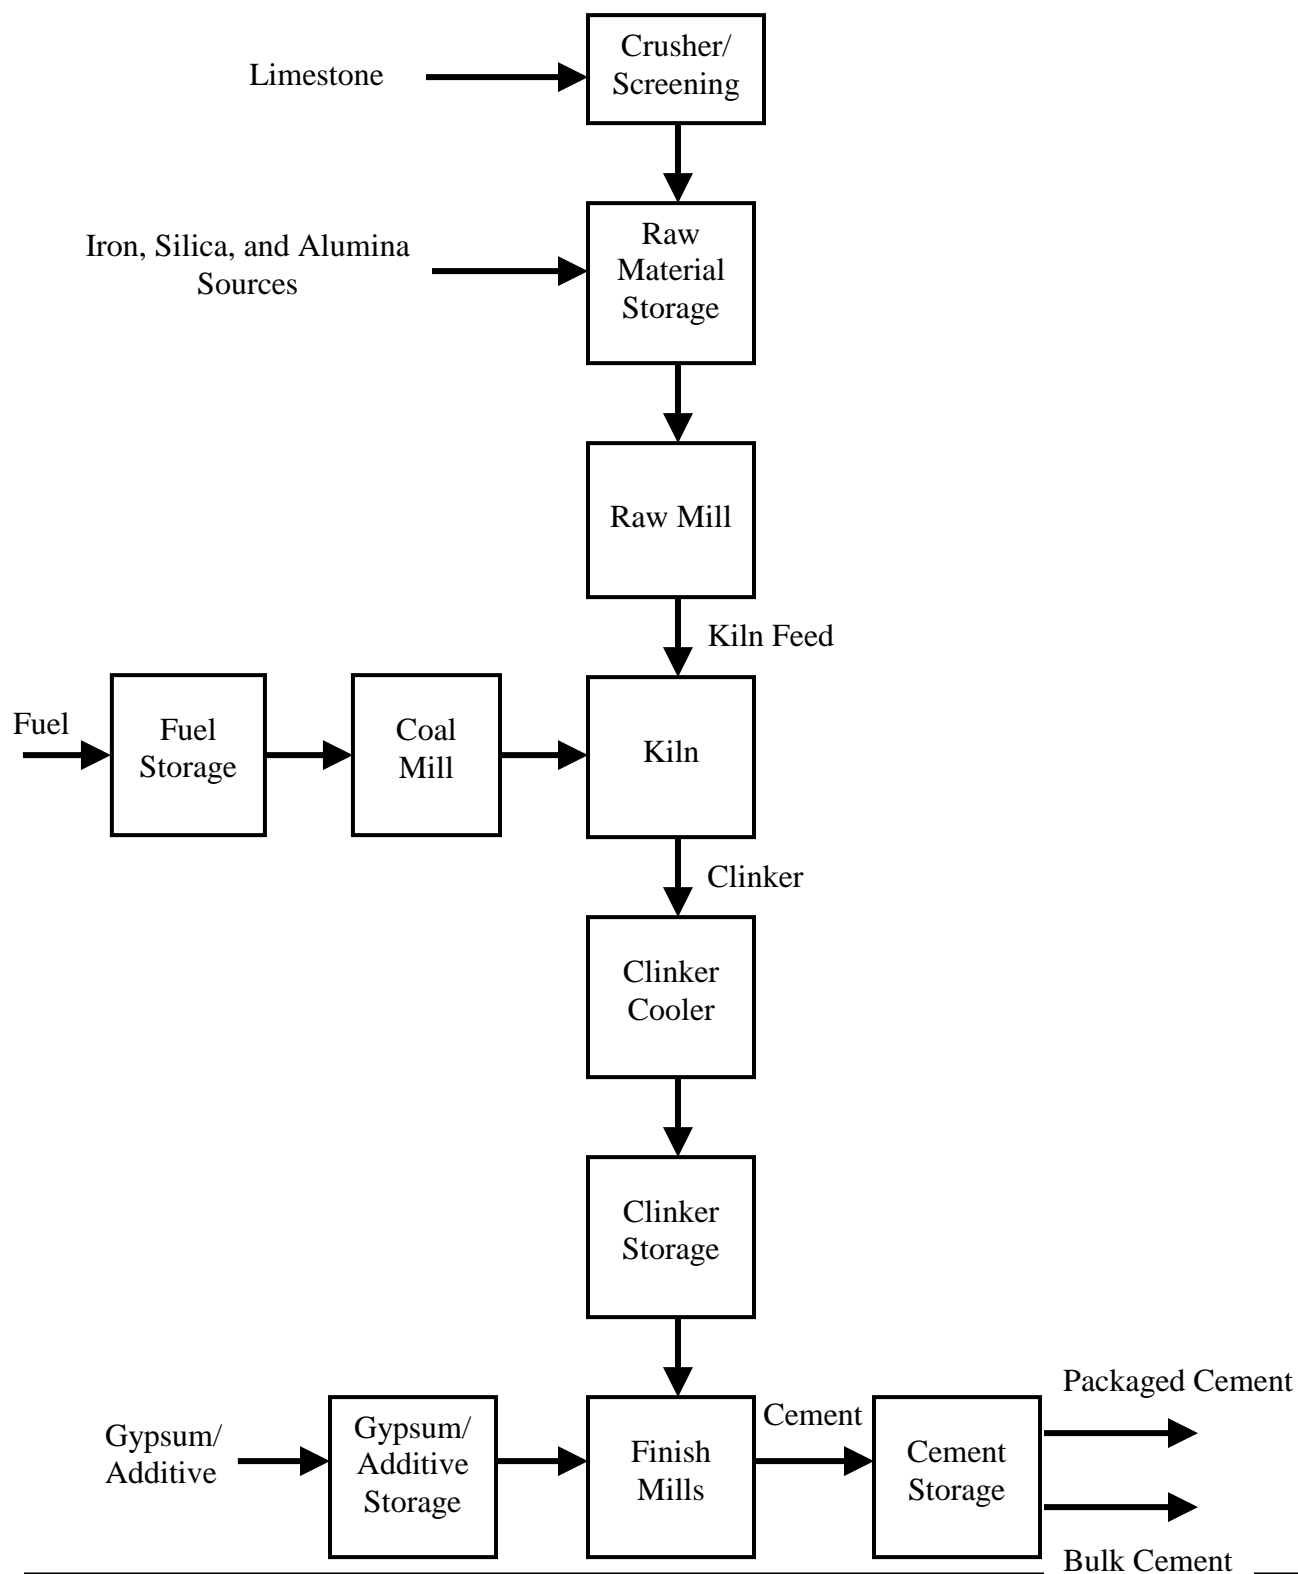 Crusher/
Screening
Limestone
Raw
Material
Storage
Iron, Silica, and Alumina
Sources
Raw Mill
Kiln Feed
Fuel
Fuel
Storage
Coal
Mill
Kiln
Clinker
Clinker
Cooler
Clinker
Storage
Gypsum/
Additive
Gypsum/
Additive
Storage
Finish
Mills
Cement
Cement
Storage
Packaged Cement
Bulk Cement